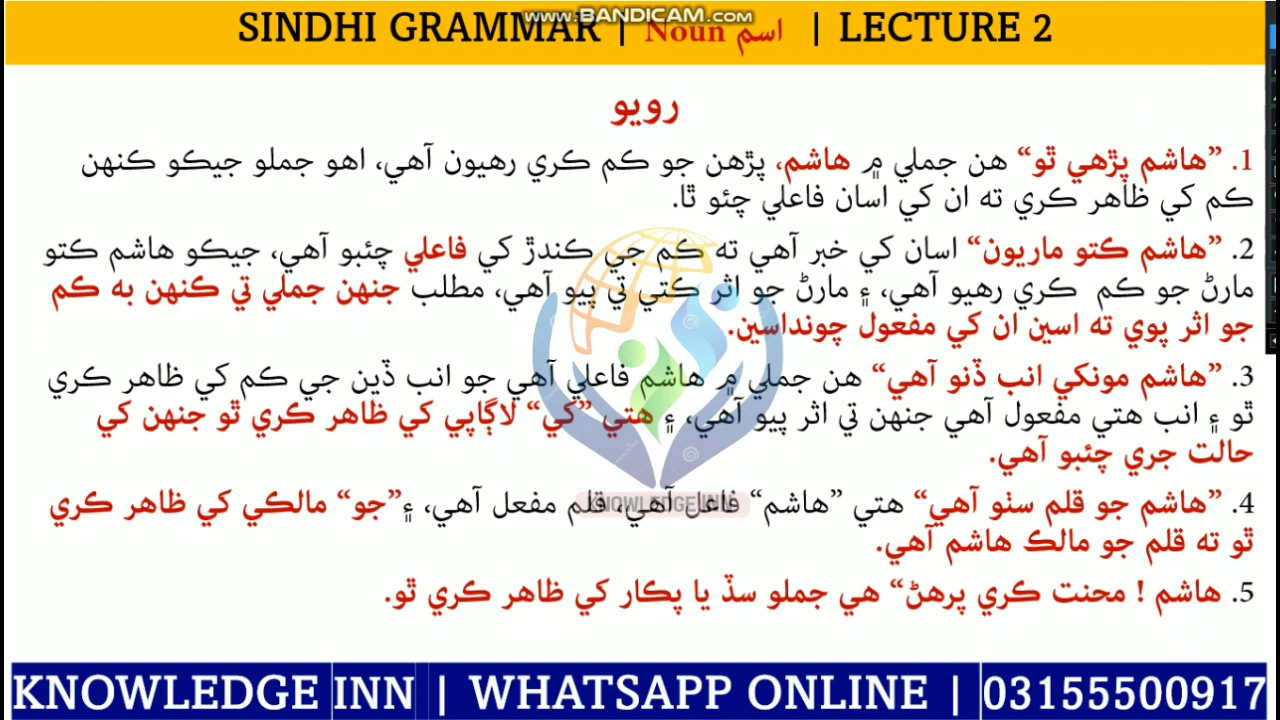 www.BANDICAM.com
SINDHI GRAMMAR | Noun اسم | LECTURE 2
رويو
1. ”هاشم پڙهي ٿو“ هن جملي ۾ هاشم، پڙهن جو ڪم ڪري رهيون آهي، اهو جملو جيڪو ڪنهن
ڪم کي ظاهر ڪري ته ان کي اسان فاعلي چئو ٿا.
2. ”هاشم ڪتو ماريون“ اسان کي خبر آهي ته ڪم جي ڪندڙ کي فاعلي چئبو آهي، جيڪو هاشم ڪتو
مارڻ جو ڪم ڪري رهيو آهي، ۽ مارڻ جو اثر ڪتي تي پيو آهي، مطلب جنهن جملي تي ڪنهن به ڪم
جو اثر پوي ته اسين ان کي مفعول چونداسين.
3. ”هاشم مونکي انب ڏنو آهي“ هن جملي ۾ هاشم فاعلي آهي جو انب ڏين جي ڪم کي ظاهر ڪري
ٿو ۽ انب هتي مفعول آهي جنهن تي اثر پيو آهي، ۽ هتي ”کي“ لاڳاپي کي ظاهر ڪري ٿو جنهن کي
حالت جري چئبو آهي.
4. ”هاشم جو قلم سٺو آهي“ هتي ”هاشم“ فاعل آهي، قلم مفعل آهي، ۽”جو“ مالڪي کي ظاهر ڪري
ٿو ته قلم جو مالڪ هاشم آهي.
5. هاشم ! محنت ڪري پرهڻ“ هي جملو سڏ يا پڪار کي ظاهر ڪري ٿو.
KNOWLEDGE INN
KNOWLEDGE INN | WHATSAPP ONLINE | 03155500917